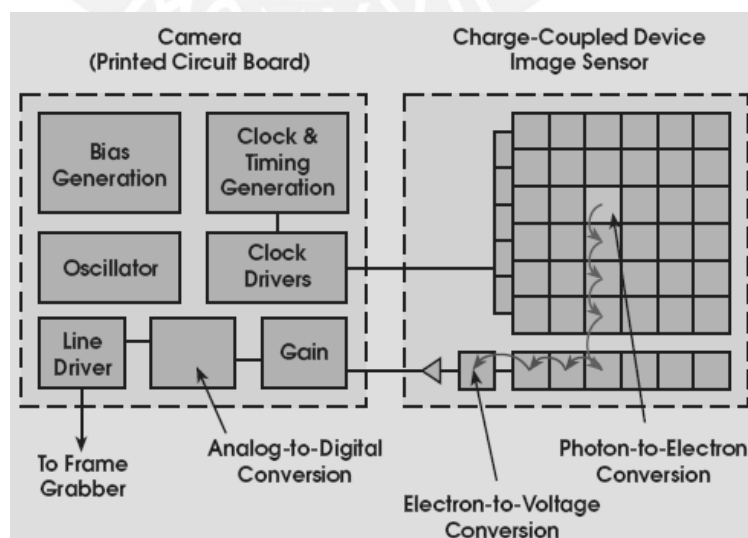 Camera
(Printed Circuit Board)
Charge-Coupled Device
Image Sensor
Bias
Generation
Clock &
Timing
Generation
Oscillator
Clock
Drivers
Line
Driver
Gain
To Frame
Grabber
Analog-to-Digital
Conversion
Electron-to-Voltage
Conversion
Photon-to-Electron
Conversion